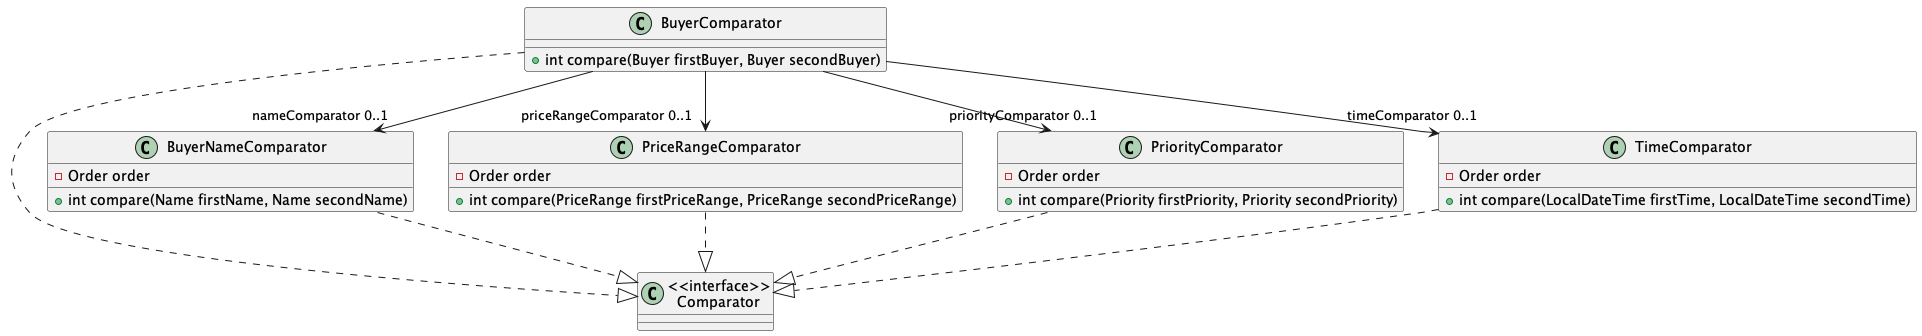 C BuyerComparator
int compare(Buyer firstBuyer, Buyer secondBuyer)
nameComparator 0..1
priceRangeComparator 0..1
priorityComparator 0..1
timeComparator 0..1
C BuyerNameComparator
Order order
int compare(Name firstName, Name secondName)
C PriceRangeComparator
Order order
int compare(PriceRange firstPriceRange, PriceRange secondPriceRange)
C PriorityComparator
Order order
int compare(Priority firstPriority, Priority secondPriority)
C TimeComparator
Order order
int compare(LocalDateTime firstTime, LocalDateTime secondTime)
C <<interface>>
Comparator